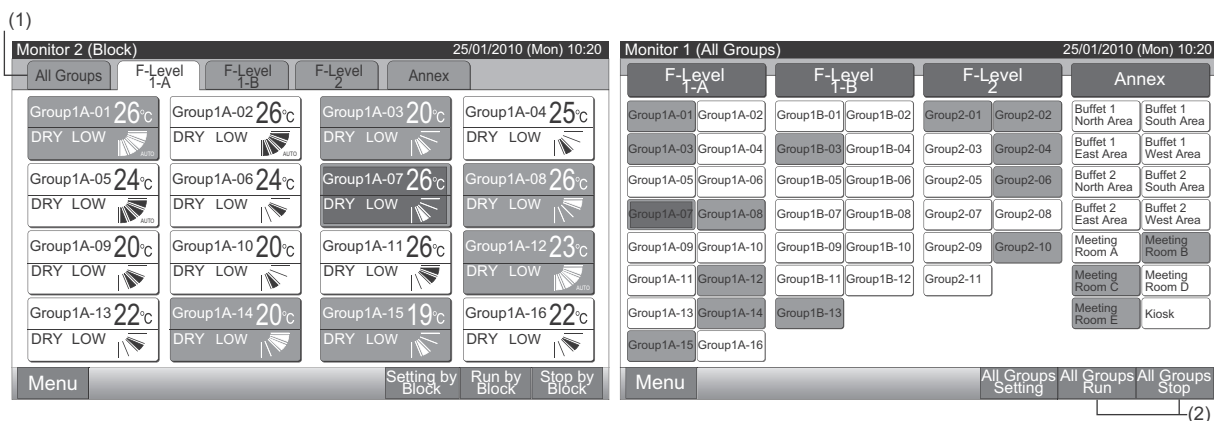 (1)
Monitor 2 (Block) 25/01/2010 (Mon) 10:20
All Groups F-Level 1-A F-Level 1-B F-Level 2 Annex
Group1A-01 26°C Group1A-02 26°C Group1A-03 20°C Group1A-04 25°C
DRY LOW AUTO DRY LOW AUTO DRY LOW DRY LOW
Group1A-05 24°C Group1A-06 24°C Group1A-07 26°C Group1A-08 26°C
DRY LOW AUTO DRY LOW DRY LOW DRY LOW
Group1A-09 20°C Group1A-10 20°C Group1A-11 26°C Group1A-12 23°C
DRY LOW DRY LOW DRY LOW DRY LOW AUTO
Group1A-13 22°C Group1A-14 20°C Group1A-15 19°C Group1A-16 22°C
DRY LOW DRY LOW DRY LOW DRY LOW
Menu Setting by Block Run by Block Stop by Block
Monitor 1 (All Groups) 25/01/2010 (Mon) 10:20
F-Level 1-A F-Level 1-B F-Level 2 Annex
Group1A-01 Group1A-02 Group1B-01 Group1B-02 Group2-01 Group2-02 Buffet 1 North Area Buffet 1 South Area
Group1A-03 Group1A-04 Group1B-03 Group1B-04 Group2-03 Group2-04 Buffet 1 East Area Buffet 1 West Area
Group1A-05 Group1A-06 Group1B-05 Group1B-06 Group2-05 Group2-06 Buffet 2 North Area Buffet 2 South Area
Group1A-07 Group1A-08 Group1B-07 Group1B-08 Group2-07 Group2-08 Buffet 2 East Area Buffet 2 West Area
Group1A-09 Group1A-10 Group1B-09 Group1B-10 Group2-09 Group2-10 Meeting Room A Meeting Room B
Group1A-11 Group1A-12 Group1B-11 Group1B-12 Group2-11 Meeting Room C Meeting Room D
Group1A-13 Group1A-14 Group1B-13 Meeting Room E Kiosk
Group1A-15 Group1A-16
Menu All Groups Setting All Groups Run All Groups Stop
(2)